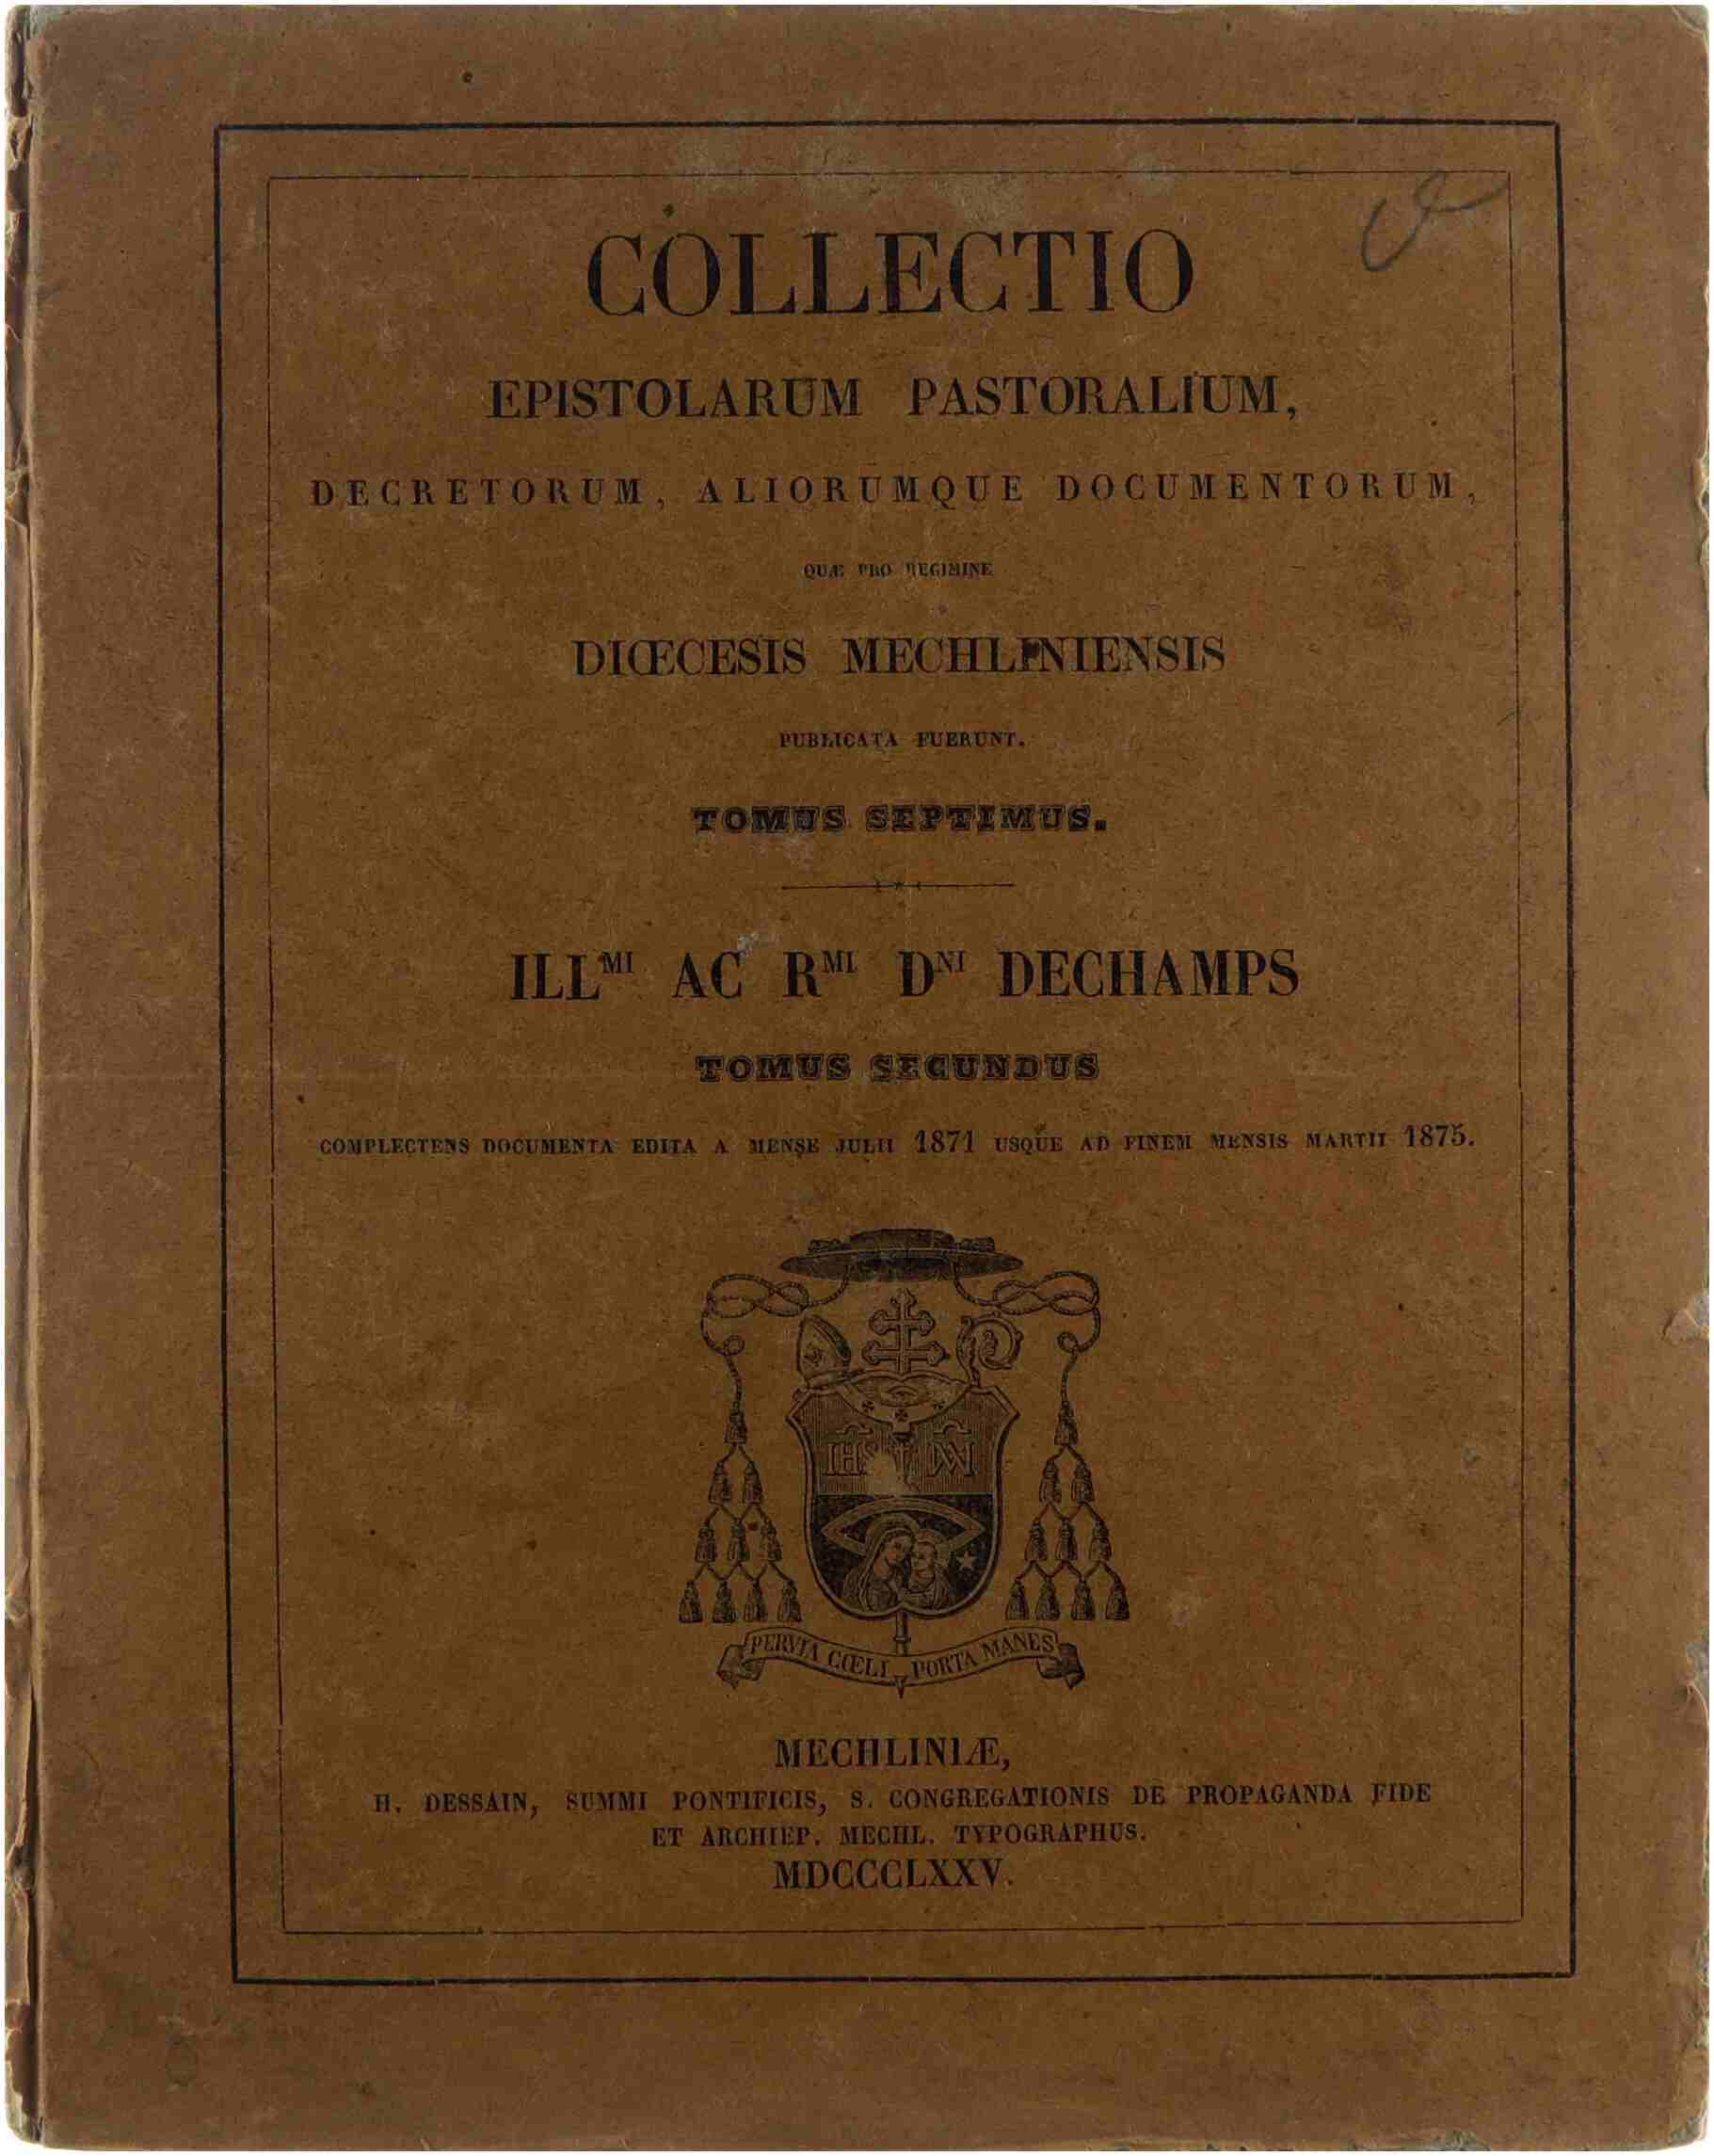 COLLECTIO
EPISTOLARUM PASTORALIUM,
DECRETORUM, ALIORUMQUE DOCUMENTORUM,
QUÆ PRO REGIMINE
DIŒCESIS MECHLINIENSIS
PUBLICATA FUERUNT.
TOMUS SEPTIMUS.
ILLMI AC RMI DNI DECHAMPS
TOMUS SECUNDUS
COMPLECTENS DOCUMENTA EDITA A MENSE JULII 1871 USQUE AD FINEM MENSIS MARTII 1875.
IHS
PERVIA CŒLI PORTA MANES
MECHLINIÆ,
H. DESSAIN, SUMMI PONTIFICIS, S. CONGREGATIONIS DE PROPAGANDA FIDE
ET ARCHIEP. MECHL. TYPOGRAPHUS.
MDCCCLXXV.